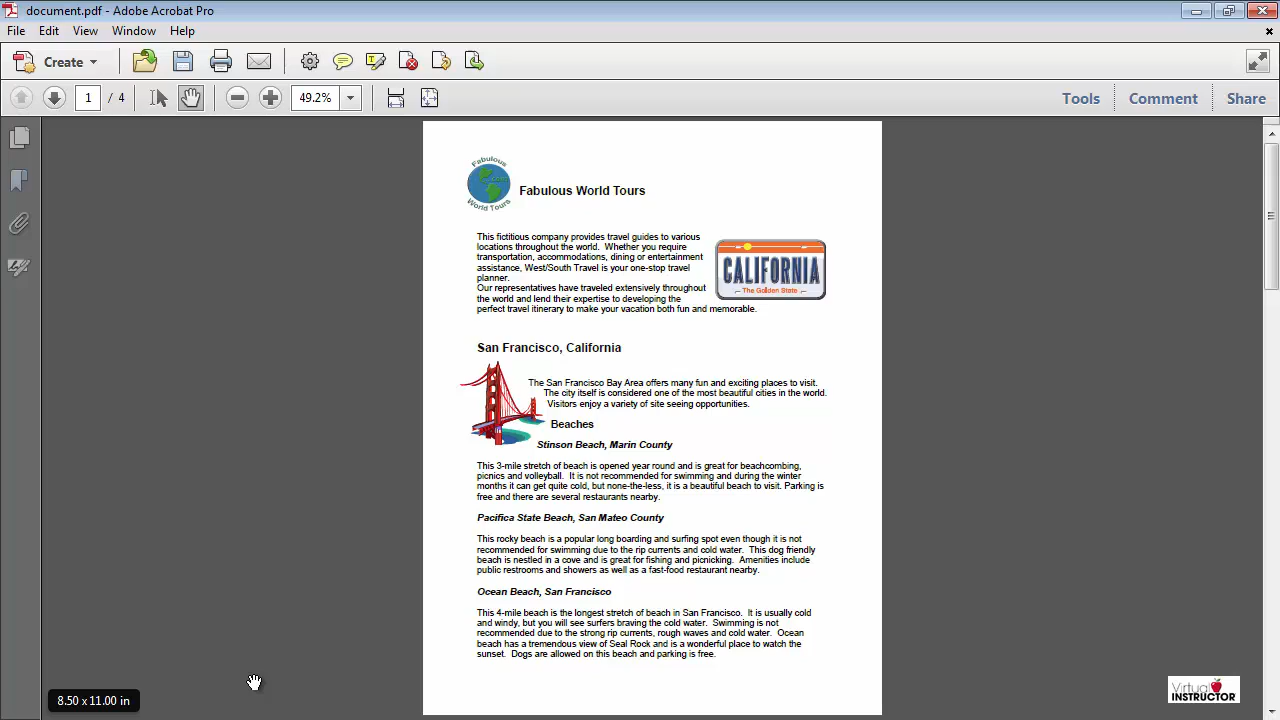 document.pdf - Adobe Acrobat Pro
File Edit View Window Help
Create
1 / 4 49.2% Tools Comment Share
Fabulous
World Tours
Fabulous World Tours
This fictitious company provides travel guides to various
locations throughout the world. Whether you require
transportation, accommodations, dining or entertainment
assistance, West/South Travel is your one-stop travel
planner.
Our representatives have traveled extensively throughout
the world and lend their expertise to developing the
perfect travel itinerary to make your vacation both fun and memorable.
CALIFORNIA
The Golden State
San Francisco, California
The San Francisco Bay Area offers many fun and exciting places to visit.
The city itself is considered one of the most beautiful cities in the world.
Visitors enjoy a variety of site seeing opportunities.
Beaches
Stinson Beach, Marin County
This 3-mile stretch of beach is opened year round and is great for beachcombing,
picnics and volleyball. It is not recommended for swimming and during the winter
months it can get quite cold, but none-the-less, it is a beautiful beach to visit. Parking is
free and there are several restaurants nearby.
Pacifica State Beach, San Mateo County
This rocky beach is a popular long boarding and surfing spot even though it is not
recommended for swimming due to the rip currents and cold water. This dog friendly
beach is nestled in a cove and is great for fishing and picnicking. Amenities include
public restrooms and showers as well as a fast-food restaurant nearby.
Ocean Beach, San Francisco
This 4-mile beach is the longest stretch of beach in San Francisco. It is usually cold
and windy, but you will see surfers braving the cold water. Swimming is not
recommended due to the strong rip currents, rough waves and cold water. Ocean
beach has a tremendous view of Seal Rock and is a wonderful place to watch the
sunset. Dogs are allowed on this beach and parking is free.
8.50 x 11.00 in
Virtual
INSTRUCTOR